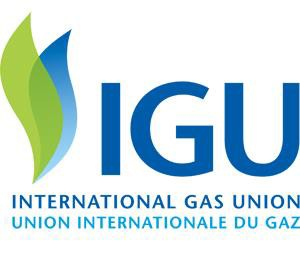 IGU
INTERNATIONAL GAS UNION
UNION INTERNATIONALE DU GAZ